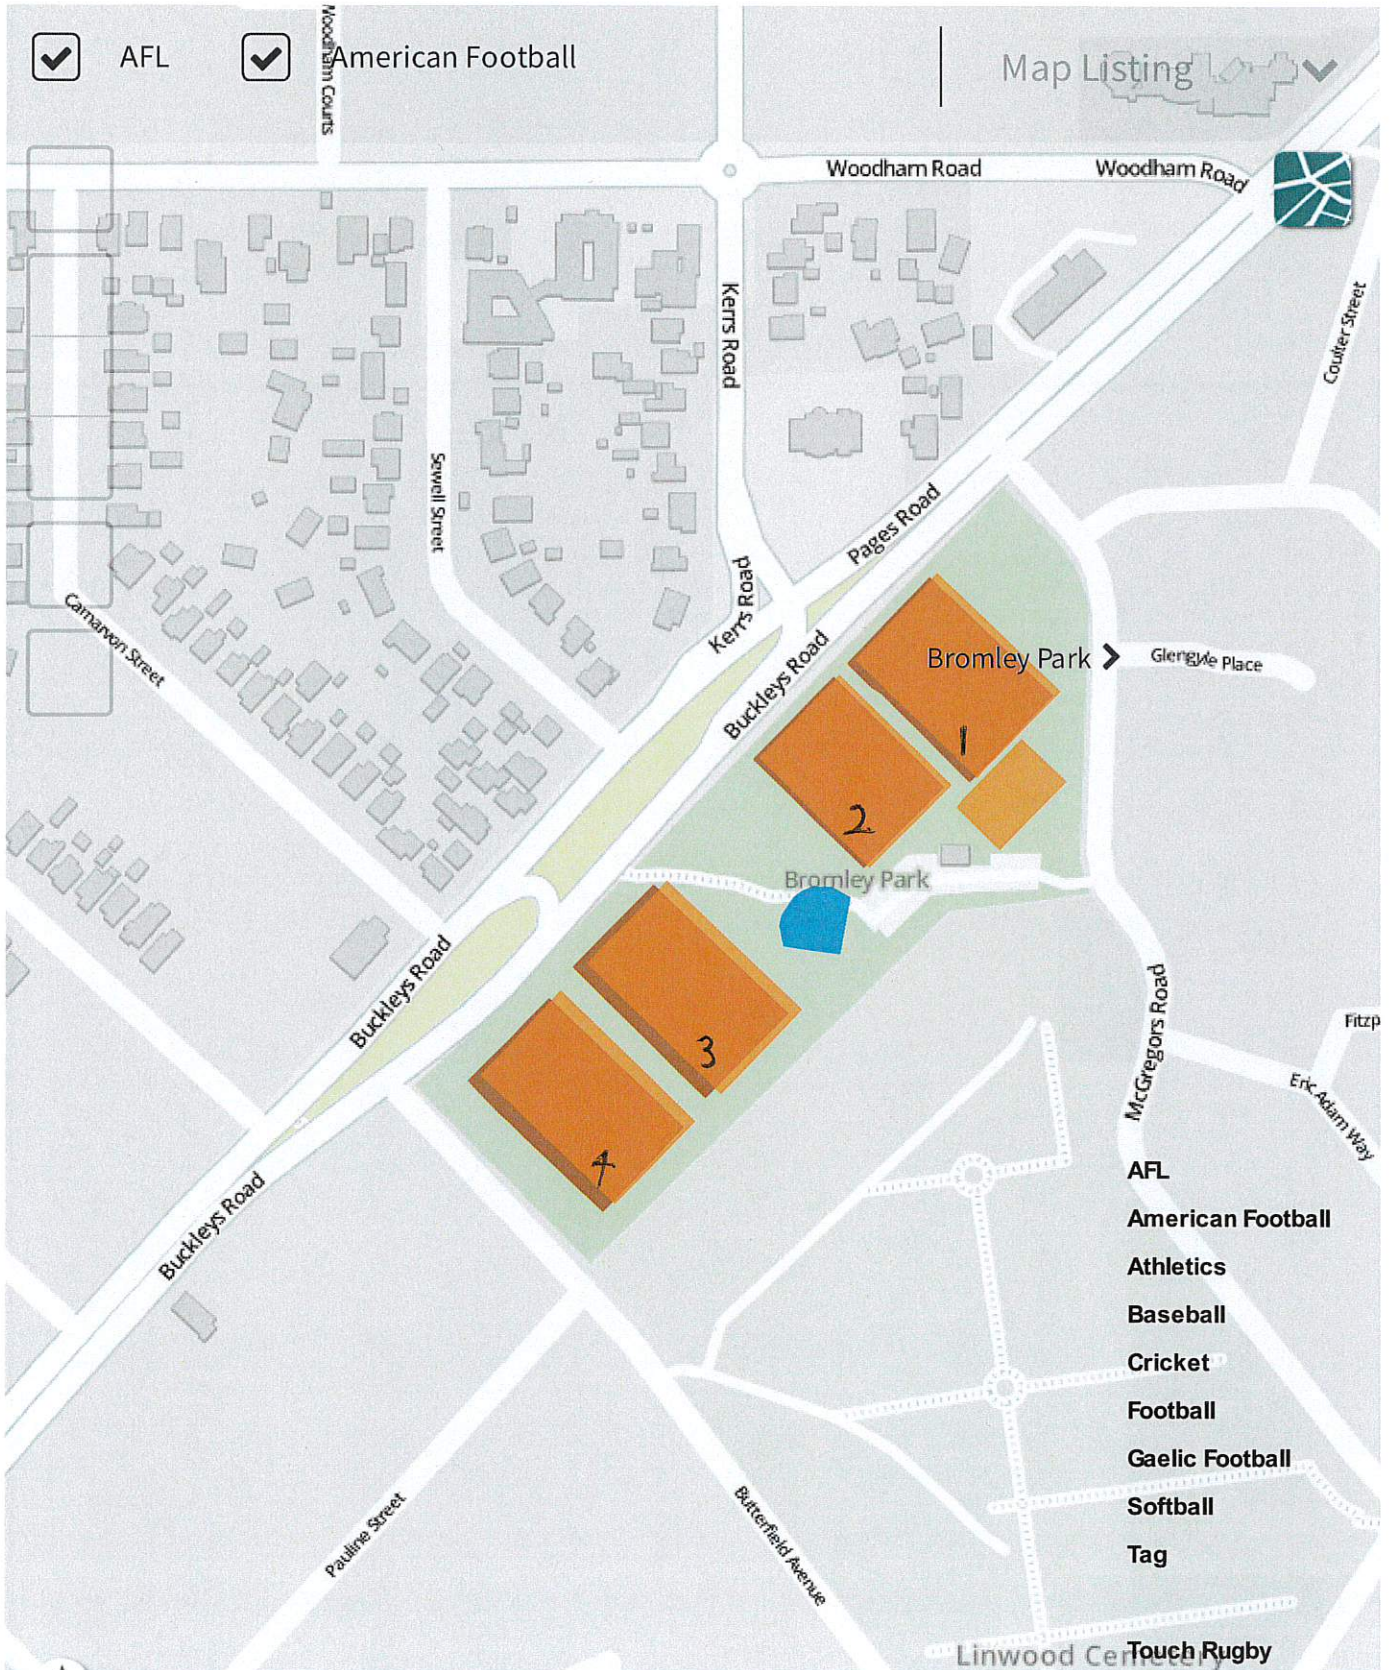 AFL
American Football
Map Listing
Woodham Courts
Woodham Road
Woodham Road
Kerrs Road
Coulter Street
Sewell Street
Pages Road
Kerrs Road
Carnarvon Street
Buckleys Road
Bromley Park
Glengyle Place
1
2
Bromley Park
Buckleys Road
3
McGregors Road
4
Eric Adam Way
Buckleys Road
AFL
American Football
Athletics
Baseball
Cricket
Football
Gaelic Football
Softball
Tag
Pauline Street
Butterfield Avenue
Touch Rugby
Linwood Cemetery